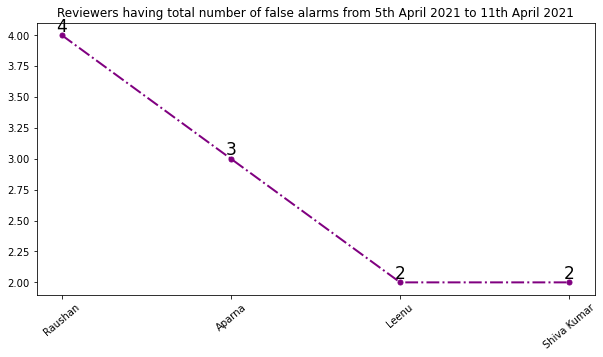 Reviewers having total number of false alarms from 5th April 2021 to 11th April 2021
4.00
3.75
3.50
3.25
3.00
2.75
2.50
2.25
2.00
4
3
2
2
Raushan
Aparna
Leenu
Shiva Kumar